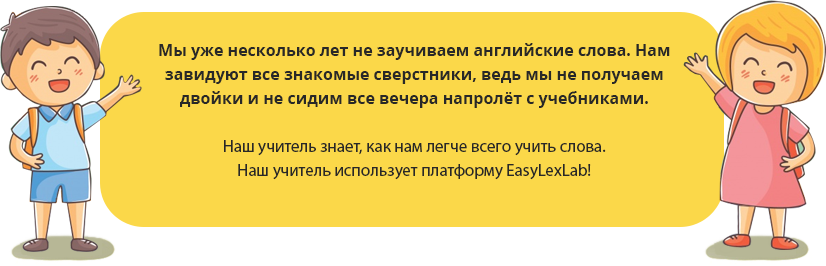 Мы уже несколько лет не заучиваем английские слова. Нам
завидуют все знакомые сверстники, ведь мы не получаем
двойки и не сидим все вечера напролёт с учебниками.
Наш учитель знает, как нам легче всего учить слова.
Наш учитель использует платформу EasyLexLab!